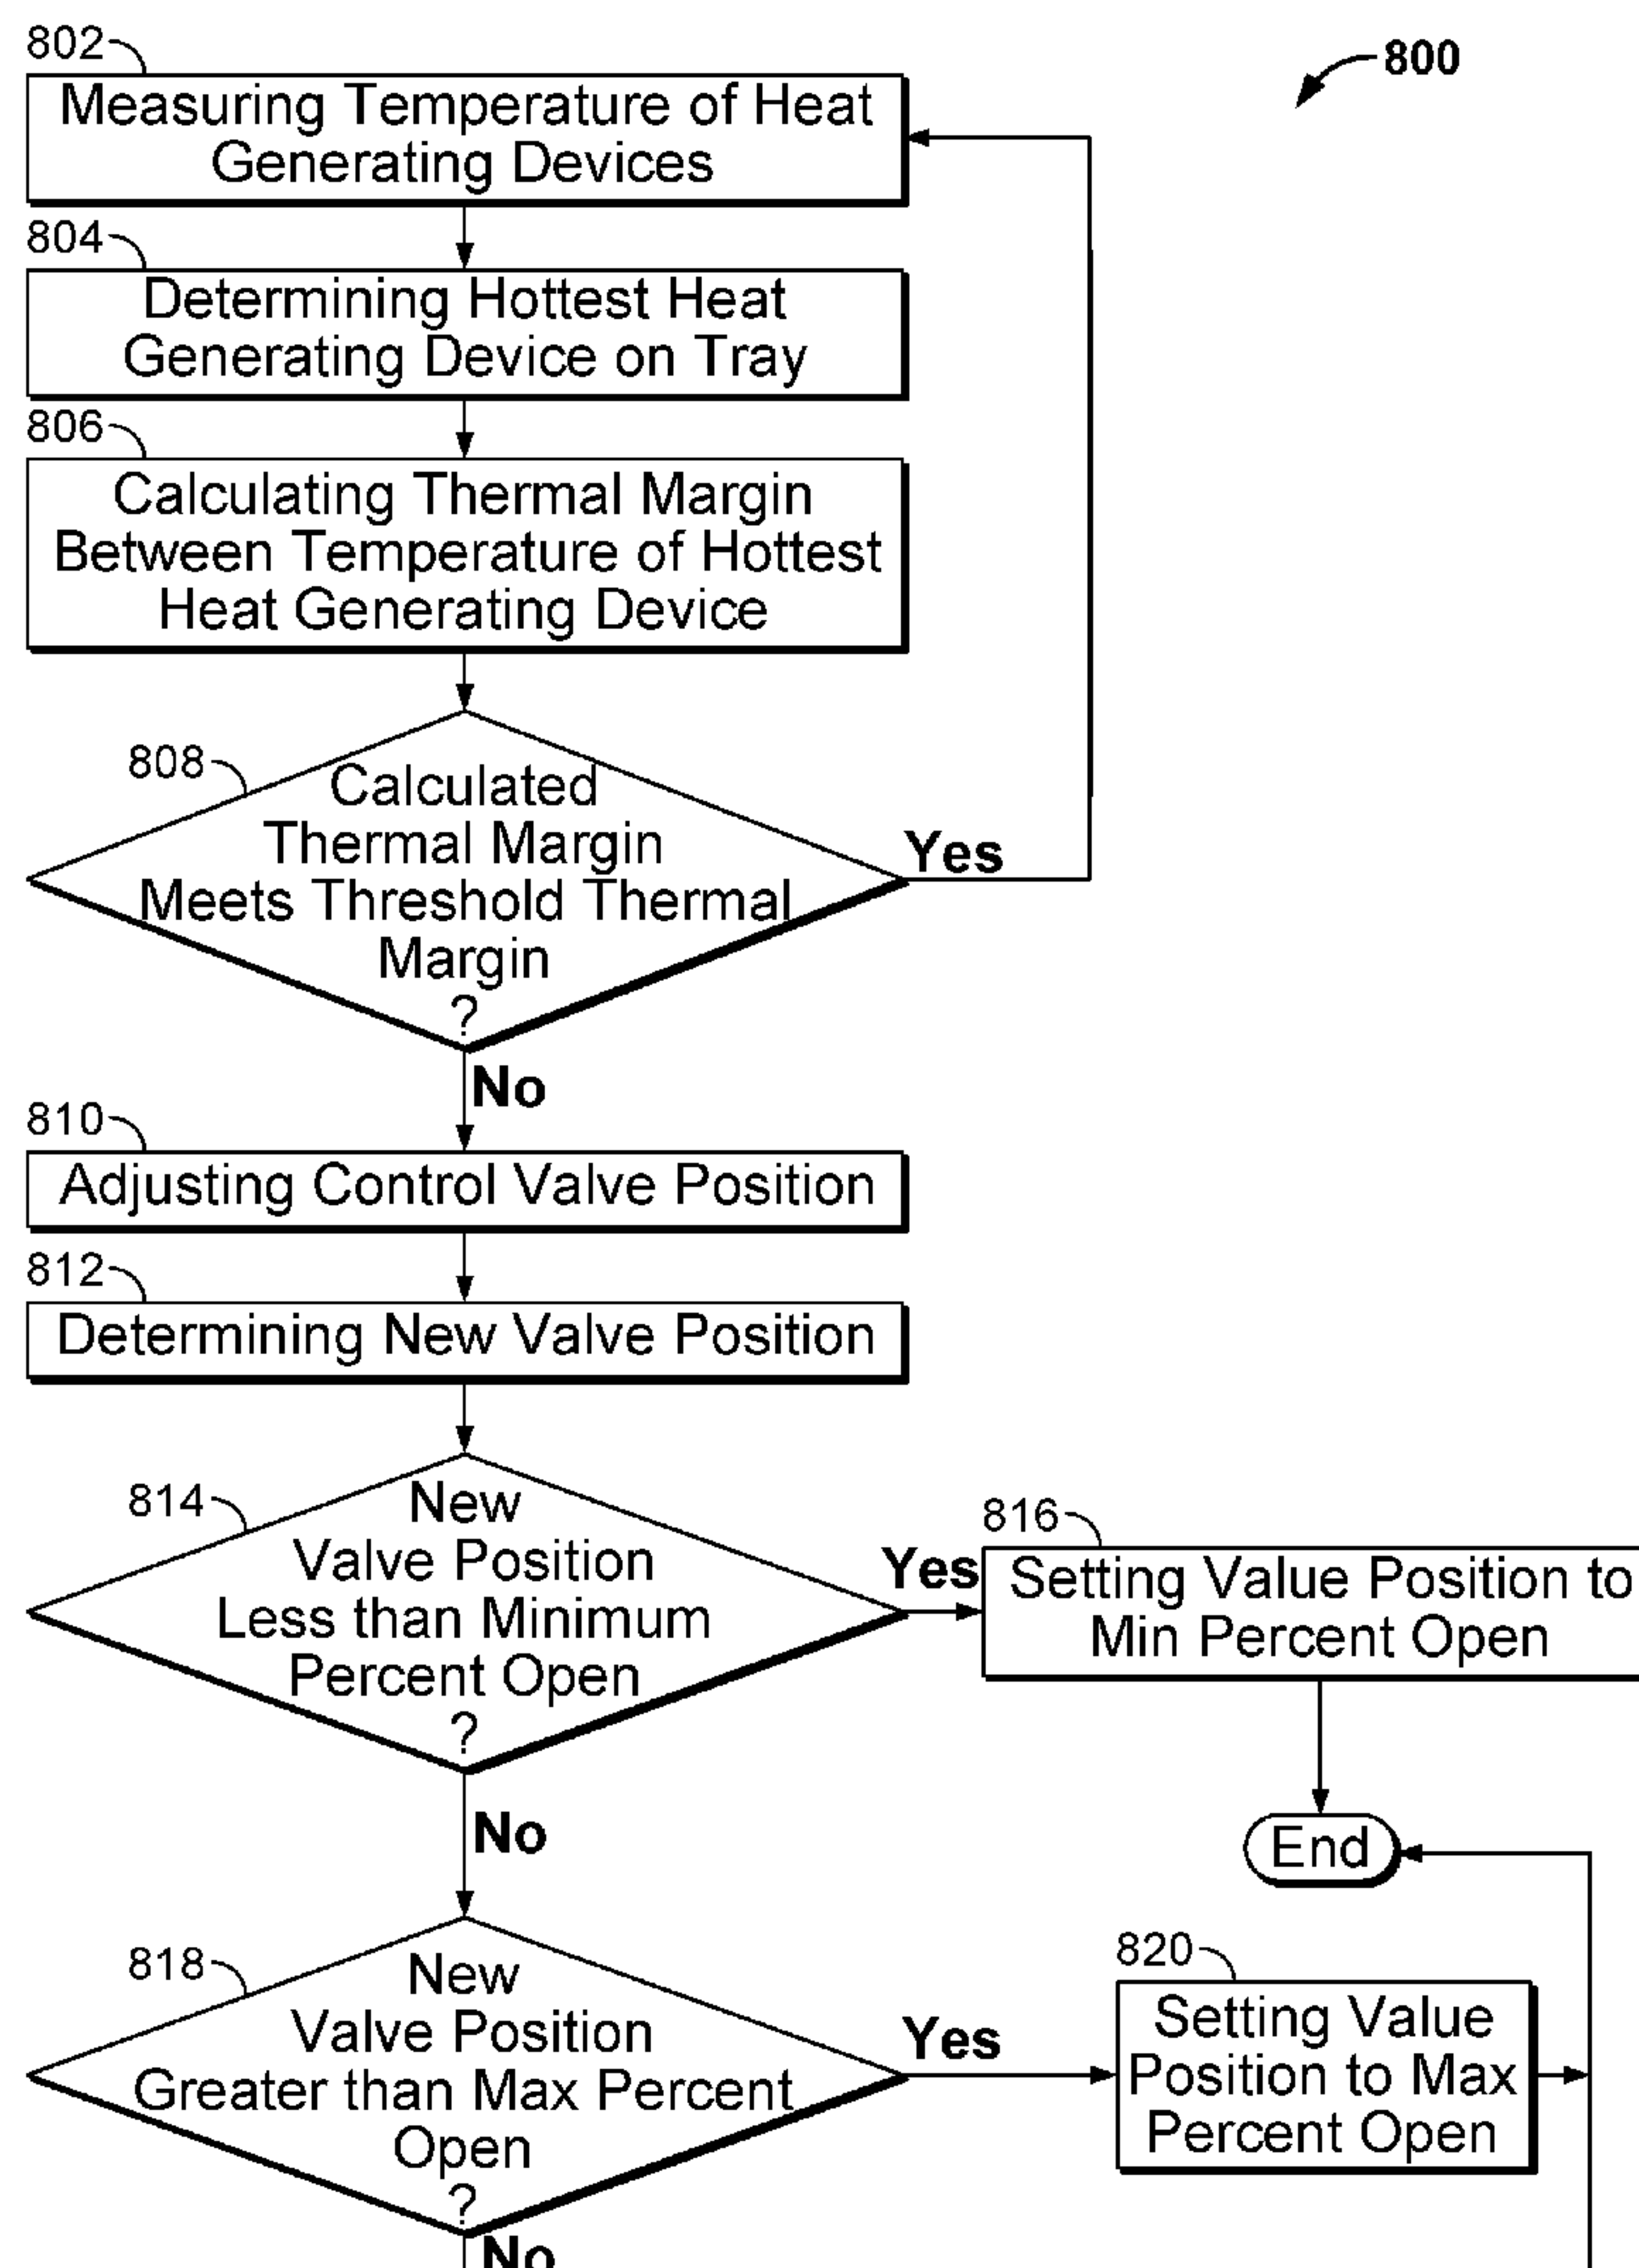 802
800
Measuring Temperature of Heat
Generating Devices
804
Determining Hottest Heat
Generating Device on Tray
806
Calculating Thermal Margin
Between Temperature of Hottest
Heat Generating Device
808
Calculated
Thermal Margin
Meets Threshold Thermal
Margin
?
Yes
No
810
Adjusting Control Valve Position
812
Determining New Valve Position
814
New
Valve Position
Less than Minimum
Percent Open
?
Yes
816
Setting Value Position to
Min Percent Open
No
End
818
New
Valve Position
Greater than Max Percent
Open
?
Yes
820
Setting Value
Position to Max
Percent Open
No